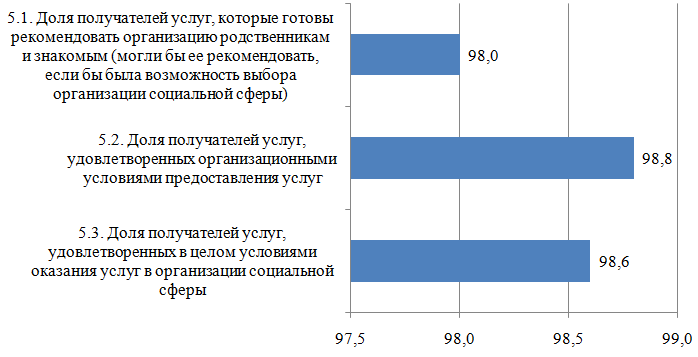 5.1. Доля получателей услуг, которые готовы
рекомендовать организацию родственникам
и знакомым (могли бы ее рекомендовать,
если бы была возможность выбора
организации социальной сферы)
98,0
5.2. Доля получателей услуг,
удовлетворенных организационными
условиями предоставления услуг
98,8
5.3. Доля получателей услуг,
удовлетворенных в целом условиями
оказания услуг в организации социальной
сферы
98,6
97,5 98,0 98,5 99,0